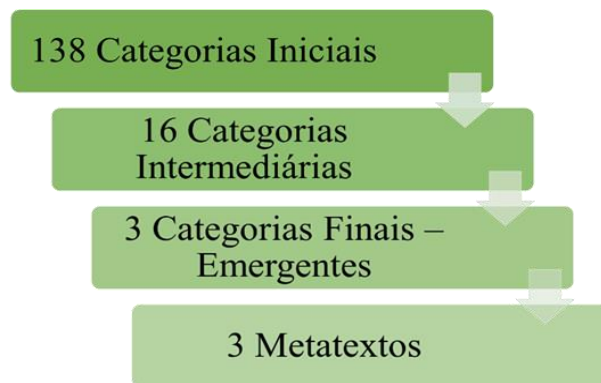 138 Categorias Iniciais
16 Categorias
Intermediárias
3 Categorias Finais –
Emergentes
3 Metatextos